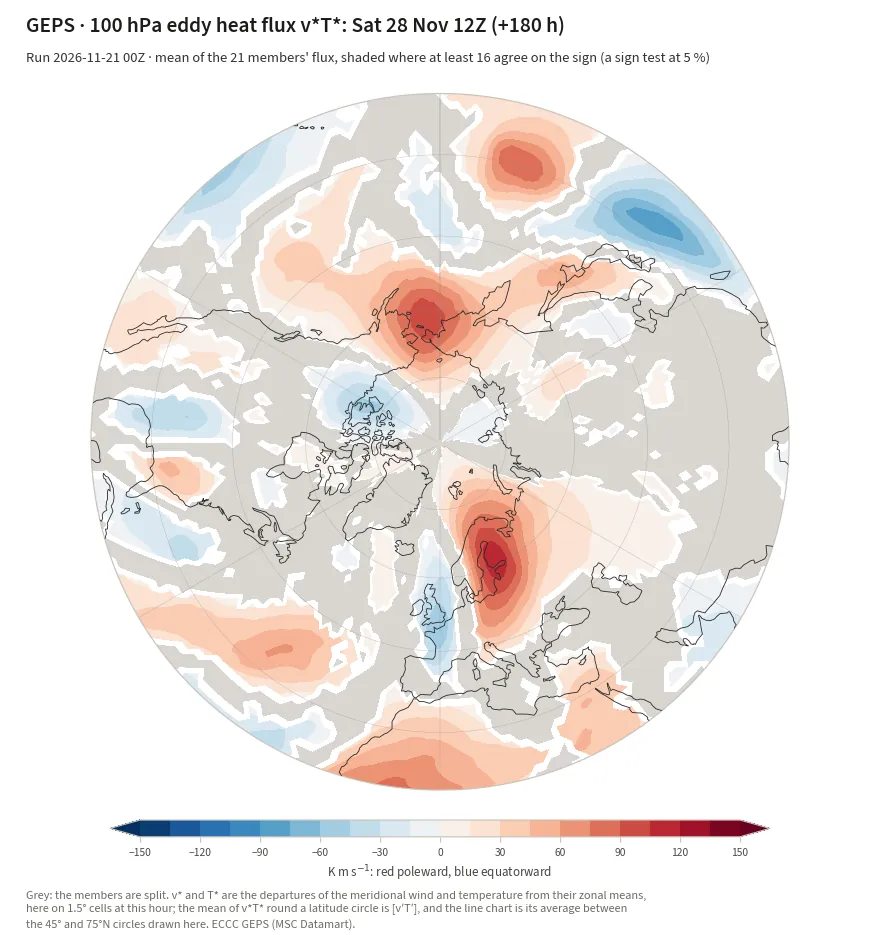 GEPS · 100 hPa eddy heat flux v*T*: Sat 28 Nov 12Z (+180 h)
Run 2026-11-21 00Z · mean of the 21 members' flux, shaded where at least 16 agree on the sign (a sign test at 5 %)
−150 −120 −90 −60 −30 0 30 60 90 120 150
K m s⁻¹: red poleward, blue equatorward
Grey: the members are split. v* and T* are the departures of the meridional wind and temperature from their zonal means,
here on 1.5° cells at this hour; the mean of v*T* round a latitude circle is [v'T'], and the line chart is its average between
the 45° and 75°N circles drawn here. ECCC GEPS (MSC Datamart).